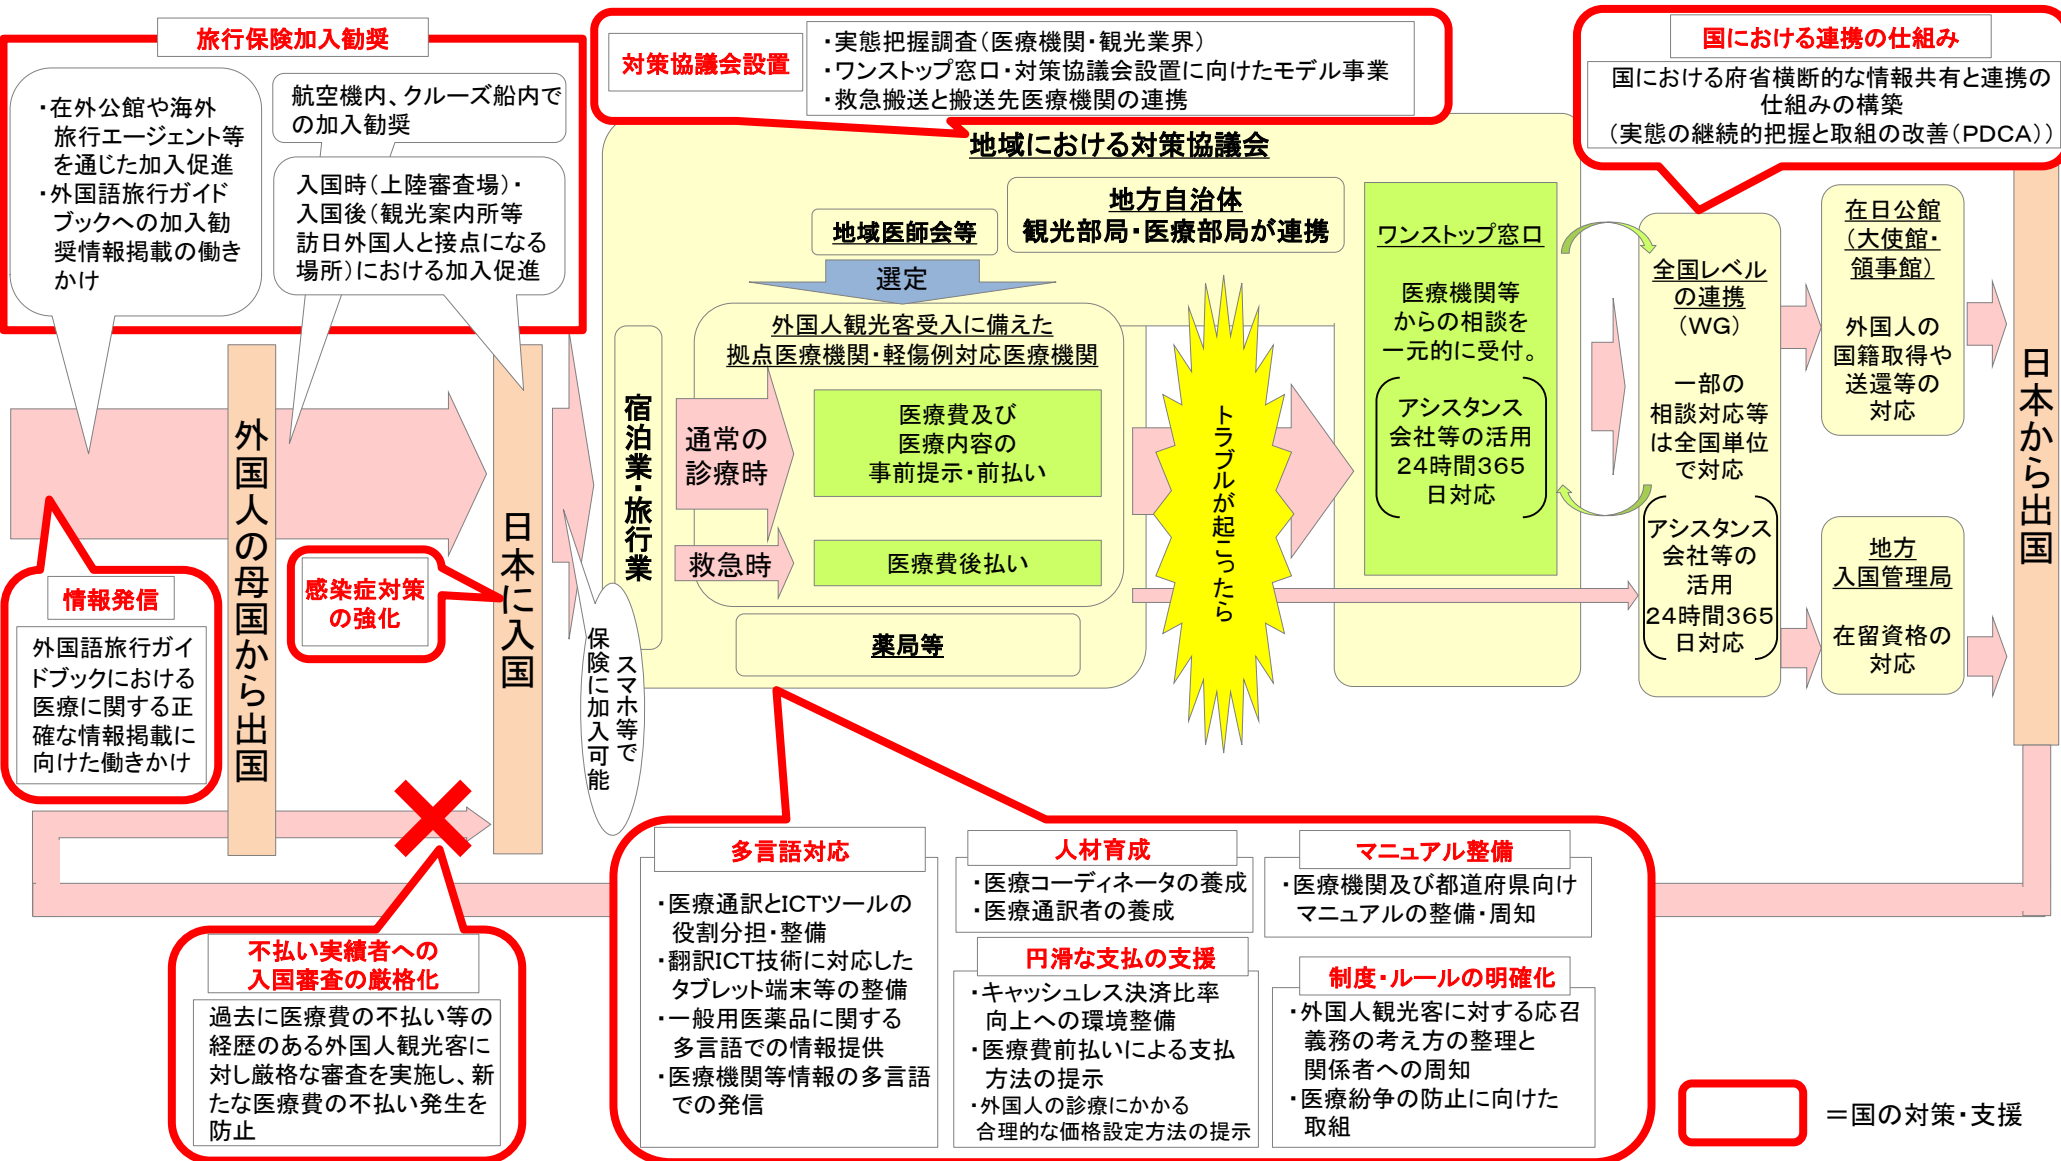 旅行保険加入勧奨
・在外公館や海外
旅行エージェント等
を通じた加入促進
・外国語旅行ガイド
ブックへの加入勧
奨情報掲載の働き
かけ
航空機内、クルーズ船内で
の加入勧奨
入国時（上陸審査場）・
入国後（観光案内所等
訪日外国人と接点になる
場所）における加入促進
対策協議会設置
・実態把握調査（医療機関・観光業界）
・ワンストップ窓口・対策協議会設置に向けたモデル事業
・救急搬送と搬送先医療機関の連携
国における連携の仕組み
国における府省横断的な情報共有と連携の
仕組みの構築
（実態の継続的把握と取組の改善（PDCA））
地域における対策協議会
地域医師会等
地方自治体
観光部局・医療部局が連携
選定
外国人観光客受入に備えた
拠点医療機関・軽傷例対応医療機関
宿泊業・旅行業
通常の
診療時
医療費及び
医療内容の
事前提示・前払い
救急時
医療費後払い
薬局等
トラブルが起こったら
ワンストップ窓口
医療機関等
からの相談を
一元的に受付。
アシスタンス
会社等の活用
24時間365
日対応
全国レベル
の連携
（WG）
一部の
相談対応等
は全国単位
で対応
アシスタンス
会社等の
活用
24時間365
日対応
在日公館
（大使館・
領事館）
外国人の
国籍取得や
送還等の
対応
地方
入国管理局
在留資格の
対応
日本から出国
外国人の母国から出国
日本に入国
スマホ等で
保険に加入可能
情報発信
外国語旅行ガイ
ドブックにおける
医療に関する正
確な情報掲載に
向けた働きかけ
感染症対策
の強化
不払い実績者への
入国審査の厳格化
過去に医療費の不払い等の
経歴のある外国人観光客に
対し厳格な審査を実施し、新
たな医療費の不払い発生を
防止
多言語対応
・医療通訳とICTツールの
役割分担・整備
・翻訳ICT技術に対応した
タブレット端末等の整備
・一般用医薬品に関する
多言語での情報提供
・医療機関等情報の多言語
での発信
人材育成
・医療コーディネータの養成
・医療通訳者の養成
円滑な支払の支援
・キャッシュレス決済比率
向上への環境整備
・医療費前払いによる支払
方法の提示
・外国人の診療にかかる
合理的な価格設定方法の提示
マニュアル整備
・医療機関及び都道府県向け
マニュアルの整備・周知
制度・ルールの明確化
・外国人観光客に対する応召
義務の考え方の整理と
関係者への周知
・医療紛争の防止に向けた
取組
＝国の対策・支援